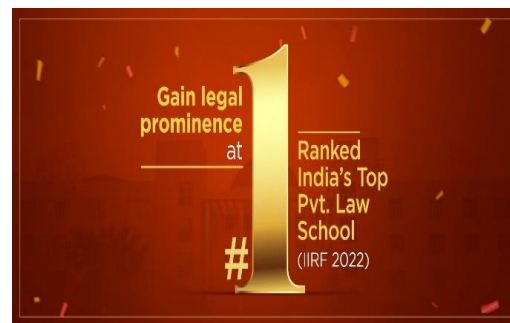 Gain legal
prominence
at
#1
Ranked
India's Top
Pvt. Law
School
(IIRF 2022)